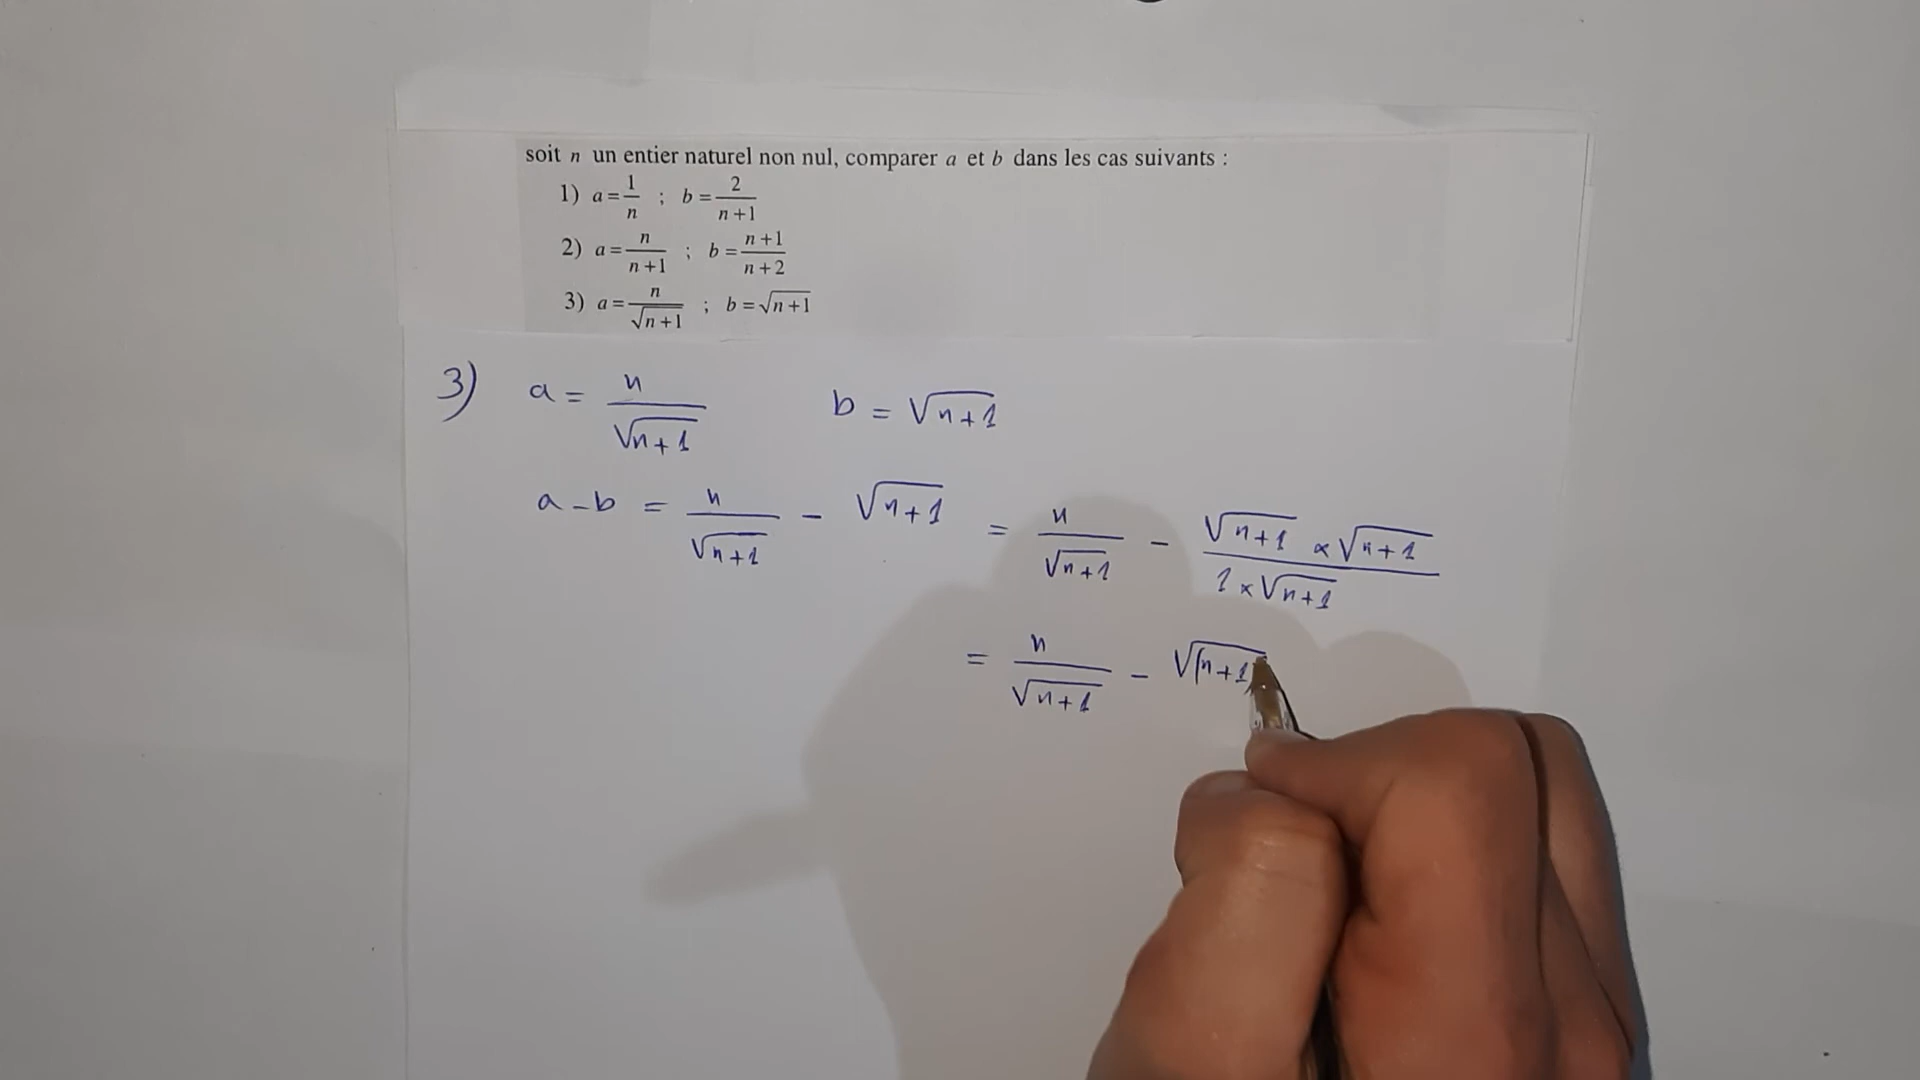 soit n un entier naturel non nul, comparer a et b dans les cas suivants :
1) a = 1/n ; b = 2/(n+1)
2) a = n/(n+1) ; b = (n+1)/(n+2)
3) a = n/√(n+1) ; b = √(n+1)
3) a = n/√(n+1) b = √(n+1)
a - b = n/√(n+1) - √(n+1) = n/√(n+1) - (√(n+1) × √(n+1))/(1 × √(n+1))
= n/√(n+1) - √(n+1)